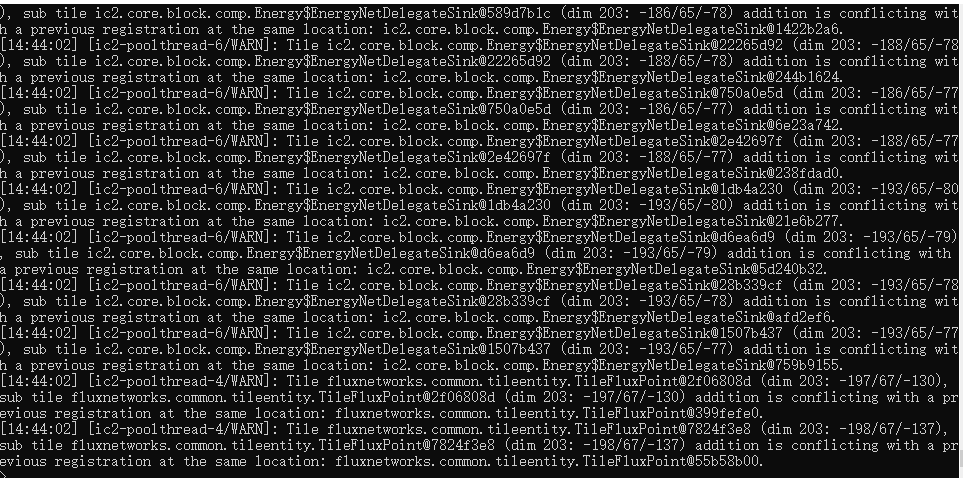 ), sub tile ic2.core.block.comp.Energy$EnergyNetDelegateSink@589d7b1c (dim 203: -186/65/-78) addition is conflicting wit
h a previous registration at the same location: ic2.core.block.comp.Energy$EnergyNetDelegateSink@1422b2a6.
[14:44:02] [ic2-poolthread-6/WARN]: Tile ic2.core.block.comp.Energy$EnergyNetDelegateSink@22265d92 (dim 203: -188/65/-78
), sub tile ic2.core.block.comp.Energy$EnergyNetDelegateSink@22265d92 (dim 203: -188/65/-78) addition is conflicting wit
h a previous registration at the same location: ic2.core.block.comp.Energy$EnergyNetDelegateSink@244b1624.
[14:44:02] [ic2-poolthread-6/WARN]: Tile ic2.core.block.comp.Energy$EnergyNetDelegateSink@750a0e5d (dim 203: -186/65/-77
), sub tile ic2.core.block.comp.Energy$EnergyNetDelegateSink@750a0e5d (dim 203: -186/65/-77) addition is conflicting wit
h a previous registration at the same location: ic2.core.block.comp.Energy$EnergyNetDelegateSink@6e23a742.
[14:44:02] [ic2-poolthread-6/WARN]: Tile ic2.core.block.comp.Energy$EnergyNetDelegateSink@2e42697f (dim 203: -188/65/-77
), sub tile ic2.core.block.comp.Energy$EnergyNetDelegateSink@2e42697f (dim 203: -188/65/-77) addition is conflicting wit
h a previous registration at the same location: ic2.core.block.comp.Energy$EnergyNetDelegateSink@238fdad0.
[14:44:02] [ic2-poolthread-6/WARN]: Tile ic2.core.block.comp.Energy$EnergyNetDelegateSink@1db4a230 (dim 203: -193/65/-80
), sub tile ic2.core.block.comp.Energy$EnergyNetDelegateSink@1db4a230 (dim 203: -193/65/-80) addition is conflicting wit
h a previous registration at the same location: ic2.core.block.comp.Energy$EnergyNetDelegateSink@21e6b277.
[14:44:02] [ic2-poolthread-6/WARN]: Tile ic2.core.block.comp.Energy$EnergyNetDelegateSink@d6ea6d9 (dim 203: -193/65/-79)
, sub tile ic2.core.block.comp.Energy$EnergyNetDelegateSink@d6ea6d9 (dim 203: -193/65/-79) addition is conflicting with 
a previous registration at the same location: ic2.core.block.comp.Energy$EnergyNetDelegateSink@5d240b32.
[14:44:02] [ic2-poolthread-6/WARN]: Tile ic2.core.block.comp.Energy$EnergyNetDelegateSink@28b339cf (dim 203: -193/65/-78
), sub tile ic2.core.block.comp.Energy$EnergyNetDelegateSink@28b339cf (dim 203: -193/65/-78) addition is conflicting wit
h a previous registration at the same location: ic2.core.block.comp.Energy$EnergyNetDelegateSink@afd2ef6.
[14:44:02] [ic2-poolthread-6/WARN]: Tile ic2.core.block.comp.Energy$EnergyNetDelegateSink@1507b437 (dim 203: -193/65/-77
), sub tile ic2.core.block.comp.Energy$EnergyNetDelegateSink@1507b437 (dim 203: -193/65/-77) addition is conflicting wit
h a previous registration at the same location: ic2.core.block.comp.Energy$EnergyNetDelegateSink@759b9155.
[14:44:02] [ic2-poolthread-4/WARN]: Tile fluxnetworks.common.tileentity.TileFluxPoint@2f06808d (dim 203: -197/67/-130), 
sub tile fluxnetworks.common.tileentity.TileFluxPoint@2f06808d (dim 203: -197/67/-130) addition is conflicting with a pr
evious registration at the same location: fluxnetworks.common.tileentity.TileFluxPoint@399fefe0.
[14:44:02] [ic2-poolthread-4/WARN]: Tile fluxnetworks.common.tileentity.TileFluxPoint@7824f3e8 (dim 203: -198/67/-137), 
sub tile fluxnetworks.common.tileentity.TileFluxPoint@7824f3e8 (dim 203: -198/67/-137) addition is conflicting with a pr
evious registration at the same location: fluxnetworks.common.tileentity.TileFluxPoint@55b58b00.
>